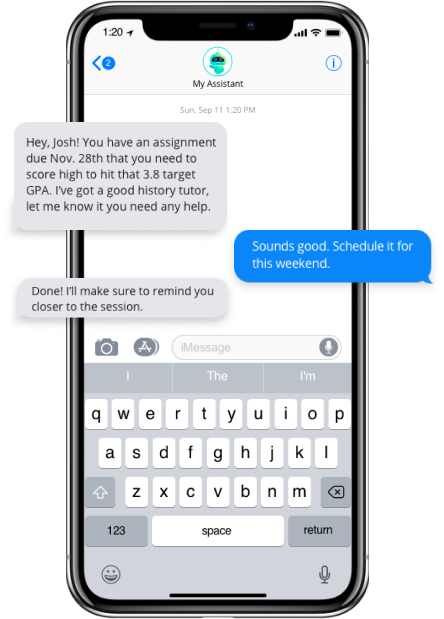 1:20
2
My Assistant
Sun, Sep 11 1:20 PM
Hey, Josh! You have an assignment
due Nov. 28th that you need to
score high to hit that 3.8 target
GPA. I've got a good history tutor,
let me know it you need any help.
Sounds good. Schedule it for
this weekend.
Done! I'll make sure to remind you
closer to the session.
iMessage
I The I'm
q w e r t y u i o p
a s d f g h j k l
z x c v b n m
123 space return